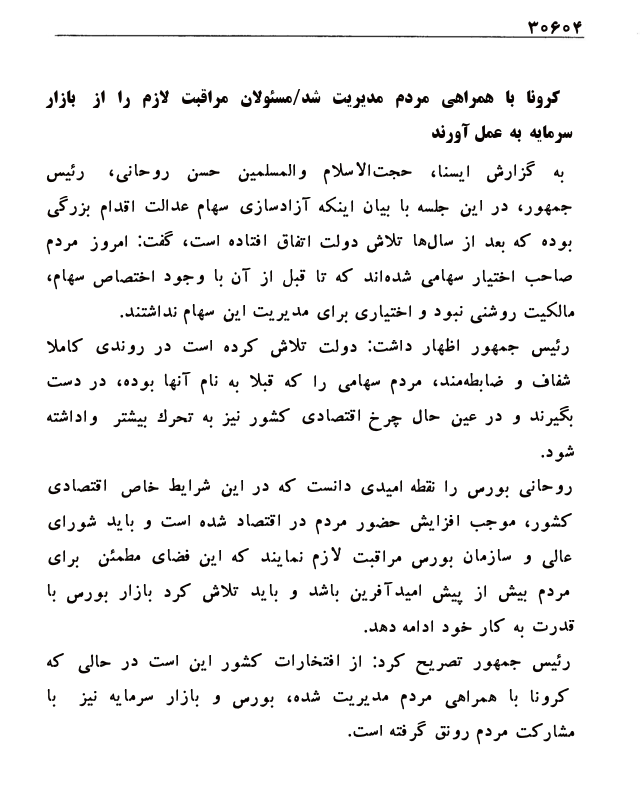 ۳۰۶۰۴
کرونا با همراهی مردم مدیریت شد/مسئولان مراقبت لازم را از بازار
سرمایه به عمل آورند
به گزارش ایسنا، حجت‌الاسلام والمسلمین حسن روحانی، رئیس
جمهور، در این جلسه با بیان اینکه آزادسازی سهام عدالت اقدام بزرگی
بوده که بعد از سال‌ها تلاش دولت اتفاق افتاده است، گفت: امروز مردم
صاحب اختیار سهامی شده‌اند که تا قبل از آن با وجود اختصاص سهام،
مالکیت روشنی نبود و اختیاری برای مدیریت این سهام نداشتند.
رئیس جمهور اظهار داشت: دولت تلاش کرده است در روندی کاملا
شفاف و ضابطه‌مند، مردم سهامی را که قبلا به نام آنها بوده، در دست
بگیرند و در عین حال چرخ اقتصادی کشور نیز به تحرك بیشتر واداشته
شود.
روحانی بورس را نقطه امیدی دانست که در این شرایط خاص اقتصادی
کشور، موجب افزایش حضور مردم در اقتصاد شده است و باید شورای
عالی و سازمان بورس مراقبت لازم نمایند که این فضای مطمئن برای
مردم بیش از پیش امیدآفرین باشد و باید تلاش کرد بازار بورس با
قدرت به کار خود ادامه دهد.
رئیس جمهور تصریح کرد: از افتخارات کشور این است در حالی که
کرونا با همراهی مردم مدیریت شده، بورس و بازار سرمایه نیز با
مشارکت مردم رونق گرفته است.